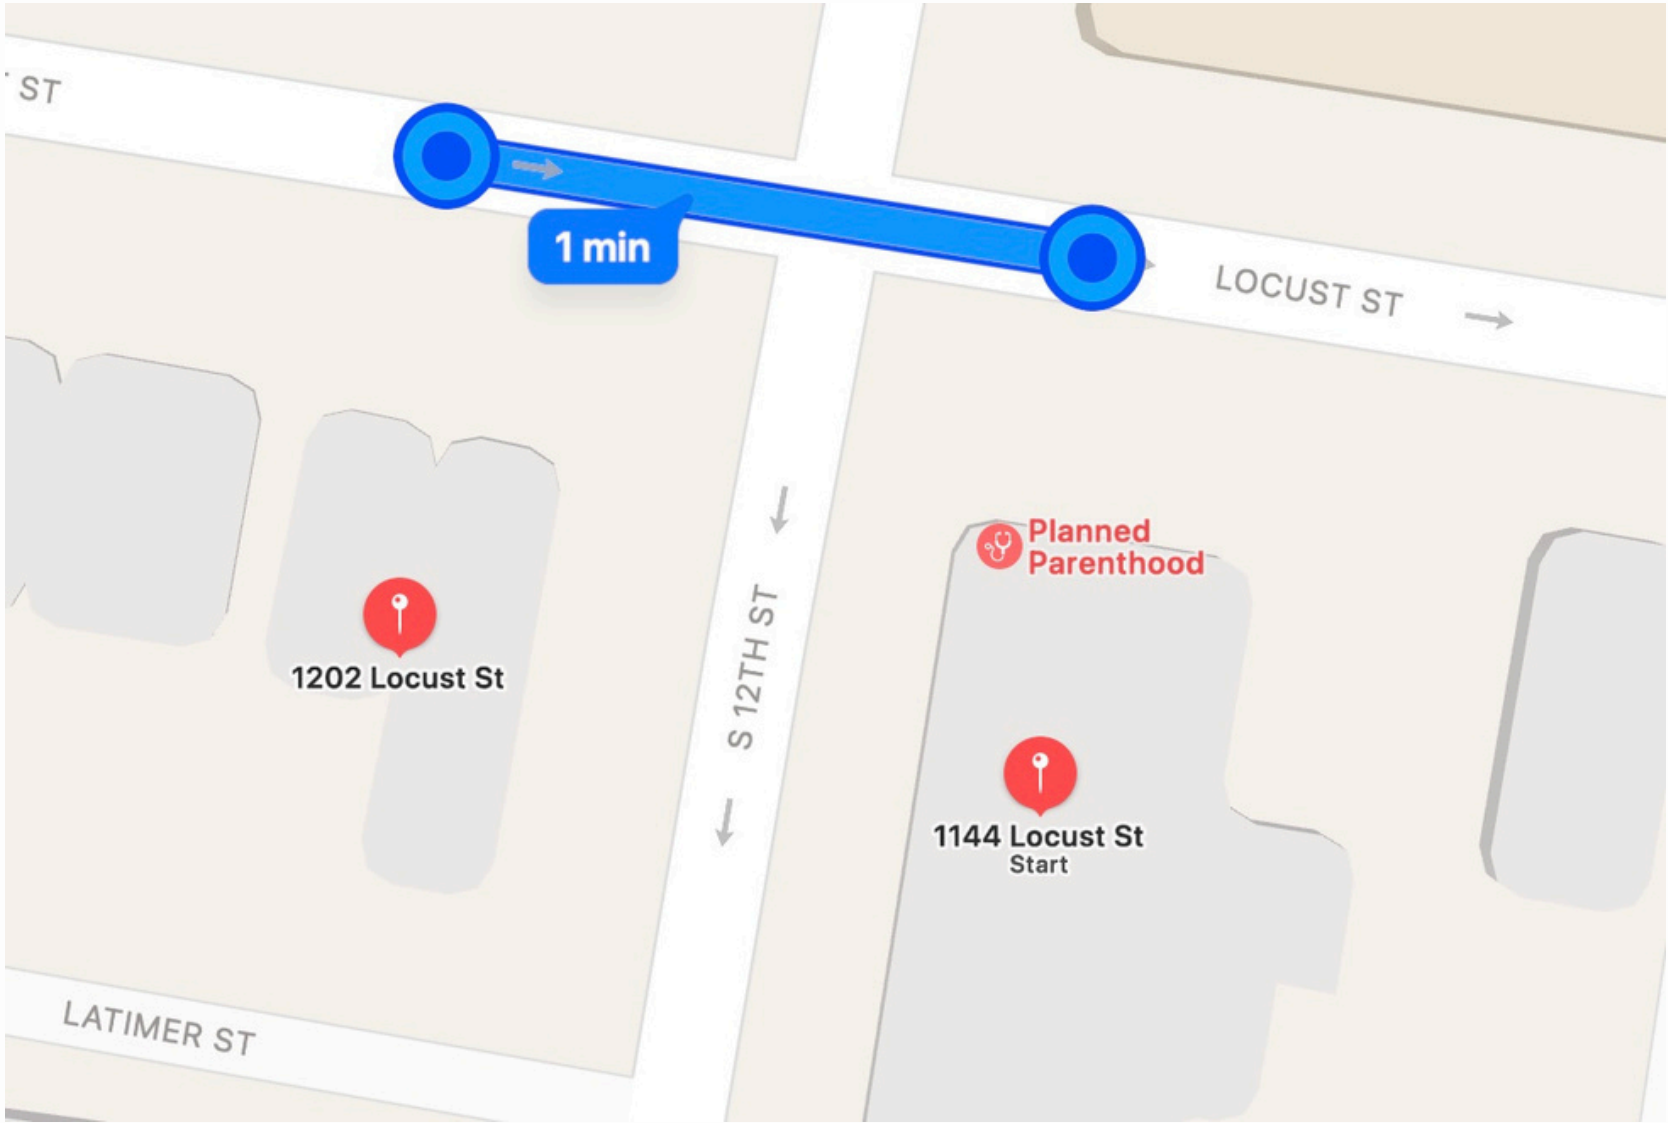 ST
1 min
LOCUST ST
Planned
Parenthood
1202 Locust St
S 12TH ST
1144 Locust St
Start
LATIMER ST